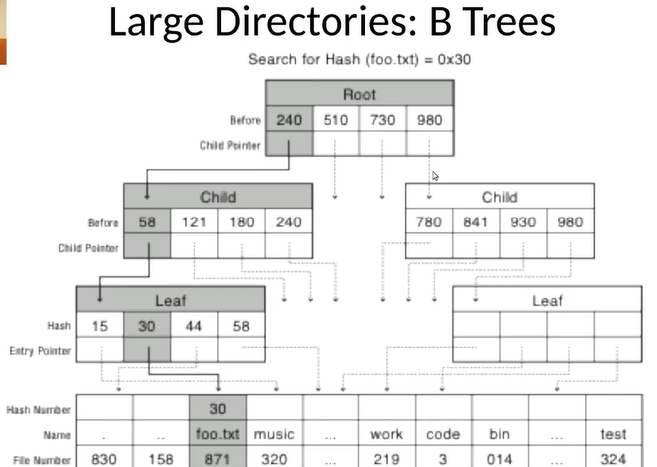 Large Directories: B Trees
Search for Hash (foo.txt) = 0x30
Root
Before 240 510 730 980
Child Pointer
Child Child
Before 58 121 180 240 780 841 930 980
Child Pointer
Leaf Leaf
Hash 15 30 44 58
Entry Pointer
Hash Number 30
Name . .. foo.txt music ... work code bin ... test
File Number 830 158 871 320 ... 219 3 014 ... 324